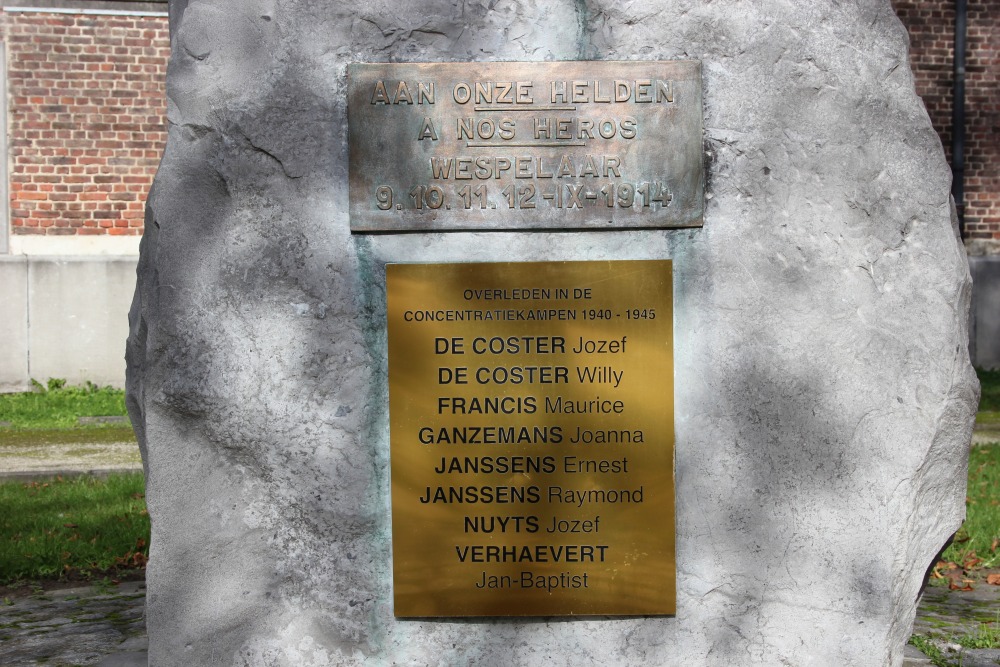 AAN ONZE HELDEN
A NOS HEROS
WESPELAAR
9.10.11.12-IX-1914
OVERLEDEN IN DE
CONCENTRATIEKAMPEN 1940 - 1945
DE COSTER Jozef
DE COSTER Willy
FRANCIS Maurice
GANZEMANS Joanna
JANSSENS Ernest
JANSSENS Raymond
NUYTS Jozef
VERHAEVERT
Jan-Baptist